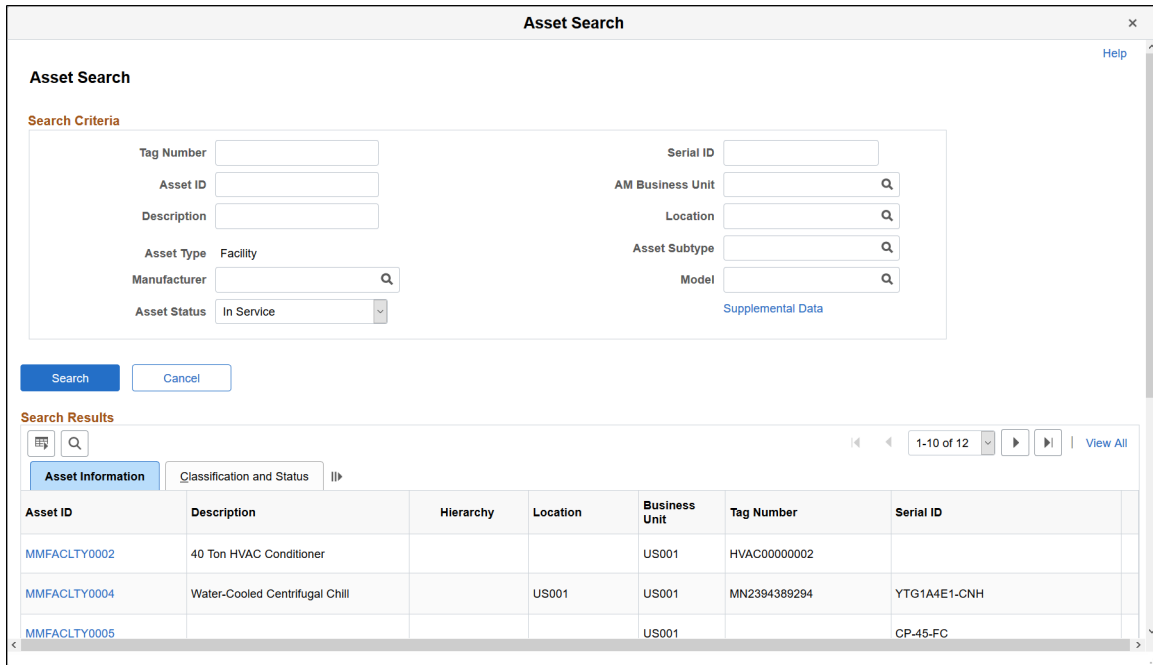 Asset Search
×
Help
Asset Search
Search Criteria
Tag Number
Serial ID
Asset ID
AM Business Unit
Description
Location
Asset Type Facility
Asset Subtype
Manufacturer
Model
Asset Status In Service
Supplemental Data
Search Cancel
Search Results
1-10 of 12 | View All
Asset Information Classification and Status
Asset ID Description Hierarchy Location Business Unit Tag Number Serial ID
MMFACLTY0002 40 Ton HVAC Conditioner US001 HVAC00000002
MMFACLTY0004 Water-Cooled Centrifugal Chill US001 US001 MN2394389294 YTG1A4E1-CNH
MMFACLTY0005 US001 CP-45-FC